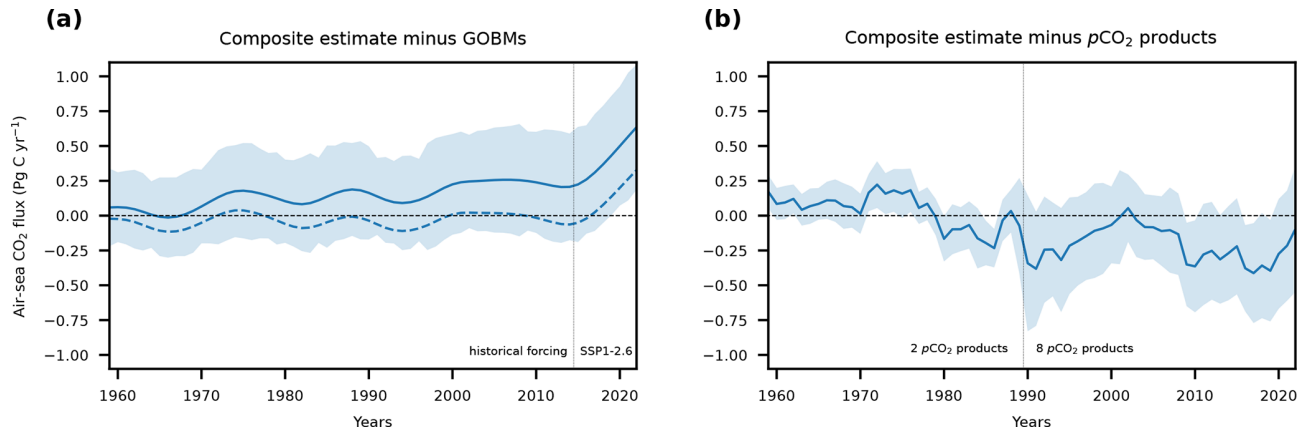 (a)
Composite estimate minus GOBMs
Air-sea CO₂ flux (Pg C yr⁻¹)
1.00
0.75
0.50
0.25
0.00
−0.25
−0.50
−0.75
−1.00
historical forcing
SSP1-2.6
1960 1970 1980 1990 2000 2010 2020
Years
(b)
Composite estimate minus pCO₂ products
1.00
0.75
0.50
0.25
0.00
−0.25
−0.50
−0.75
−1.00
2 pCO₂ products
8 pCO₂ products
1960 1970 1980 1990 2000 2010 2020
Years